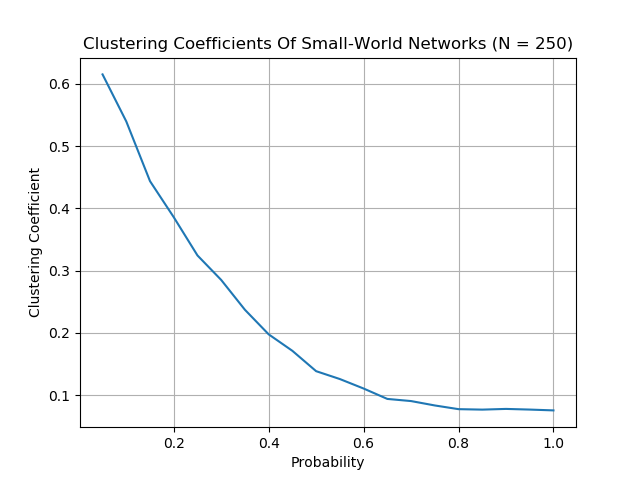 Clustering Coefficients Of Small-World Networks (N = 250)
0.6
0.5
0.4
0.3
0.2
0.1
Clustering Coefficient
0.2 0.4 0.6 0.8 1.0
Probability